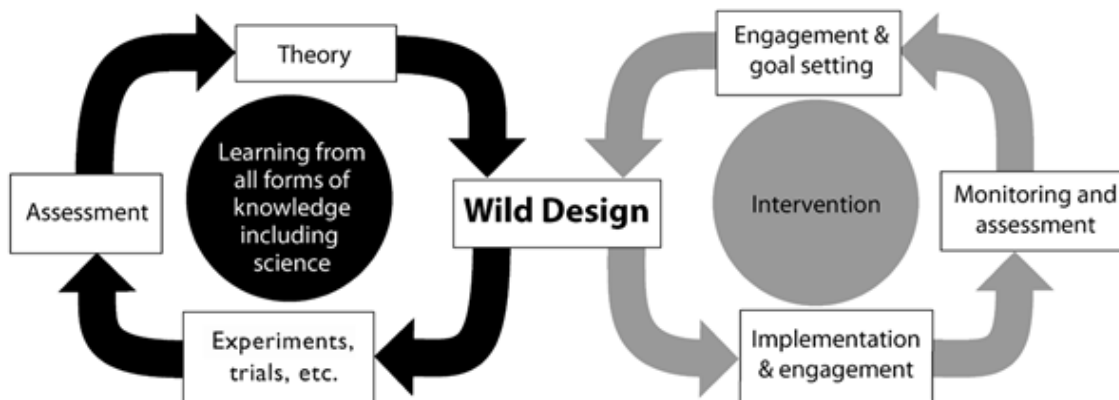 Theory
Learning from
all forms of
knowledge
including
science
Assessment
Experiments,
trials, etc.
Wild Design
Engagement &
goal setting
Intervention
Monitoring and
assessment
Implementation
& engagement